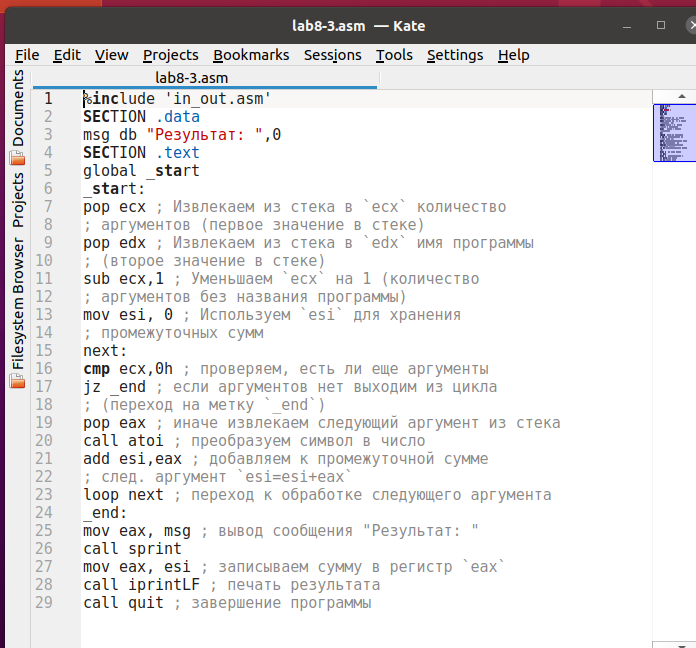 lab8-3.asm — Kate
File Edit View Projects Bookmarks Sessions Tools Settings Help
lab8-3.asm
Documents
Projects
Filesystem Browser
1 %include 'in_out.asm'
2 SECTION .data
3 msg db "Результат: ",0
4 SECTION .text
5 global _start
6 _start:
7 pop ecx ; Извлекаем из стека в `ecx` количество
8 ; аргументов (первое значение в стеке)
9 pop edx ; Извлекаем из стека в `edx` имя программы
10 ; (второе значение в стеке)
11 sub ecx,1 ; Уменьшаем `ecx` на 1 (количество
12 ; аргументов без названия программы)
13 mov esi, 0 ; Используем `esi` для хранения
14 ; промежуточных сумм
15 next:
16 cmp ecx,0h ; проверяем, есть ли еще аргументы
17 jz _end ; если аргументов нет выходим из цикла
18 ; (переход на метку `_end`)
19 pop eax ; иначе извлекаем следующий аргумент из стека
20 call atoi ; преобразуем символ в число
21 add esi,eax ; добавляем к промежуточной сумме
22 ; след. аргумент `esi=esi+eax`
23 loop next ; переход к обработке следующего аргумента
24 _end:
25 mov eax, msg ; вывод сообщения "Результат: "
26 call sprint
27 mov eax, esi ; записываем сумму в регистр `eax`
28 call iprintLF ; печать результата
29 call quit ; завершение программы